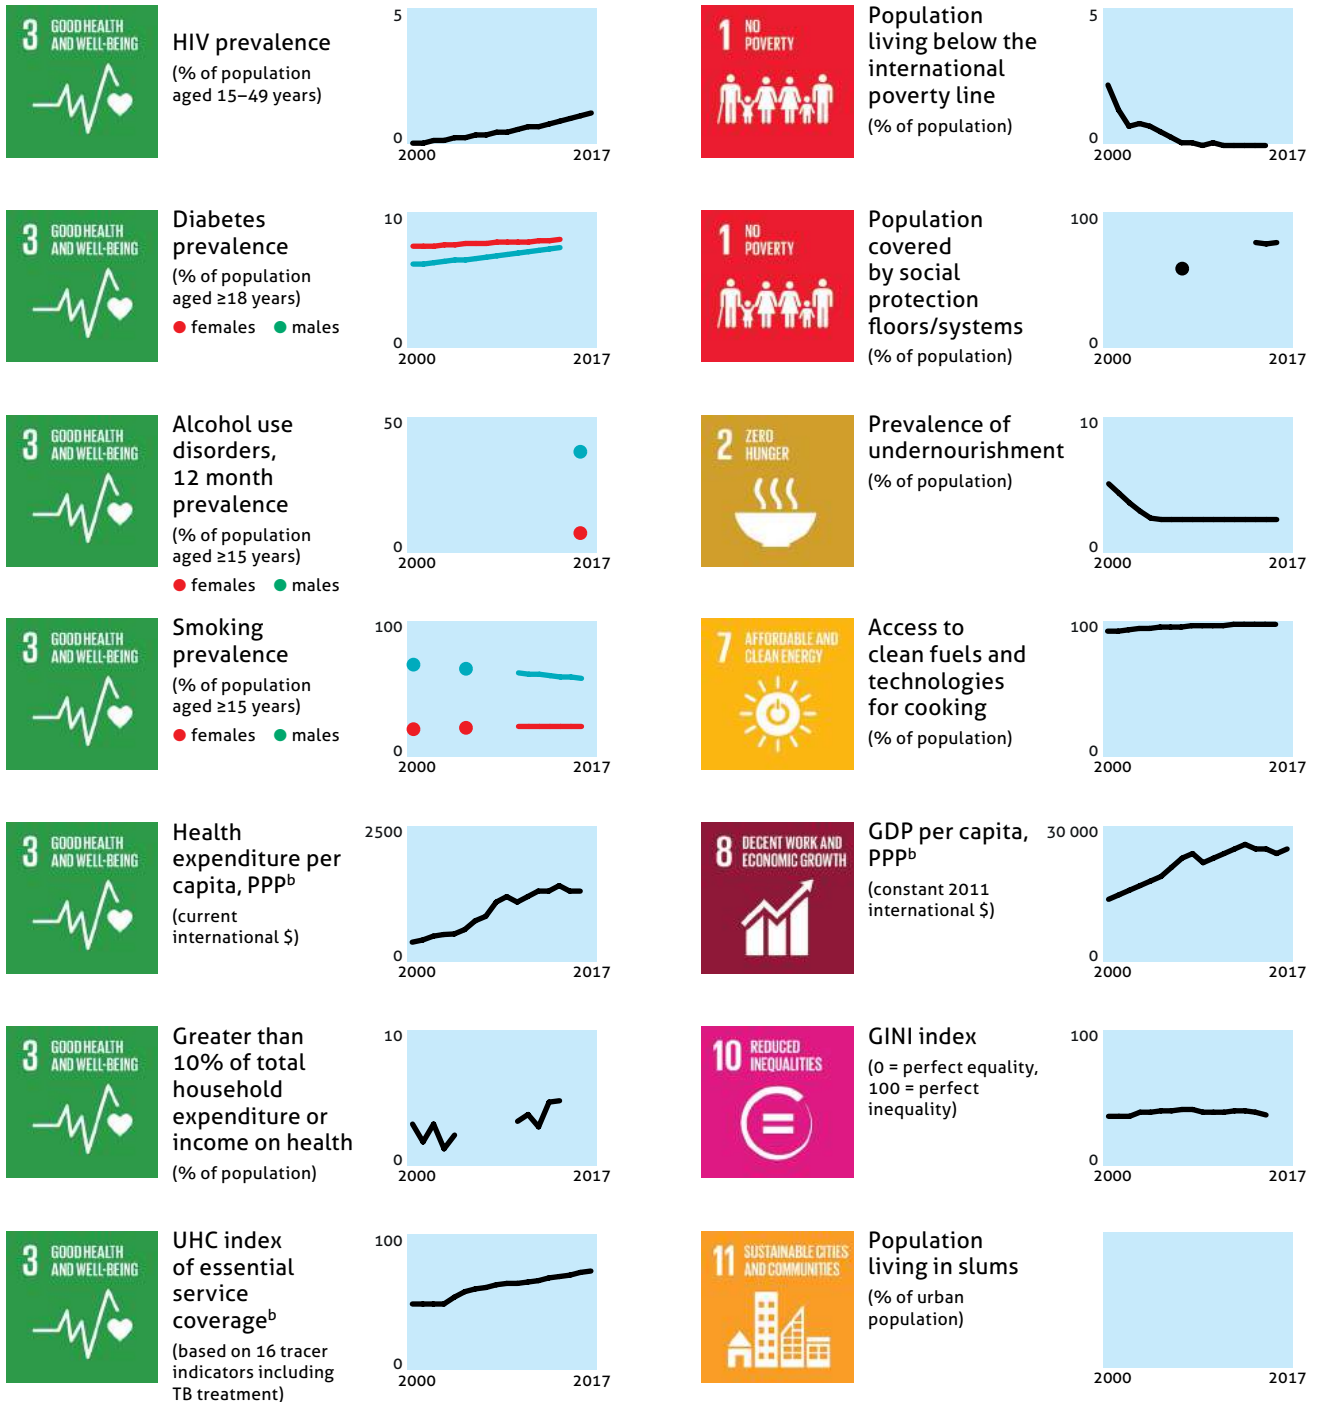 3 GOOD HEALTH
AND WELL-BEING
HIV prevalence
(% of population
aged 15–49 years)
5
0
2000 2017
1 NO
POVERTY
Population
living below the
international
poverty line
(% of population)
5
0
2000 2017
3 GOOD HEALTH
AND WELL-BEING
Diabetes
prevalence
(% of population
aged ≥18 years)
females males
10
0
2000 2017
1 NO
POVERTY
Population
covered
by social
protection
floors/systems
(% of population)
100
0
2000 2017
3 GOOD HEALTH
AND WELL-BEING
Alcohol use
disorders,
12 month
prevalence
(% of population
aged ≥15 years)
females males
50
0
2000 2017
2 ZERO
HUNGER
Prevalence of
undernourishment
(% of population)
10
0
2000 2017
3 GOOD HEALTH
AND WELL-BEING
Smoking
prevalence
(% of population
aged ≥15 years)
females males
100
0
2000 2017
7 AFFORDABLE AND
CLEAN ENERGY
Access to
clean fuels and
technologies
for cooking
(% of population)
100
0
2000 2017
3 GOOD HEALTH
AND WELL-BEING
Health
expenditure per
capita, PPPᵇ
(current
international $)
2500
0
2000 2017
8 DECENT WORK AND
ECONOMIC GROWTH
GDP per capita,
PPPᵇ
(constant 2011
international $)
30 000
0
2000 2017
3 GOOD HEALTH
AND WELL-BEING
Greater than
10% of total
household
expenditure or
income on health
(% of population)
10
0
2000 2017
10 REDUCED
INEQUALITIES
GINI index
(0 = perfect equality,
100 = perfect
inequality)
100
0
2000 2017
3 GOOD HEALTH
AND WELL-BEING
UHC index
of essential
service
coverageᵇ
(based on 16 tracer
indicators including
TB treatment)
100
0
2000 2017
11 SUSTAINABLE CITIES
AND COMMUNITIES
Population
living in slums
(% of urban
population)
2000 2017